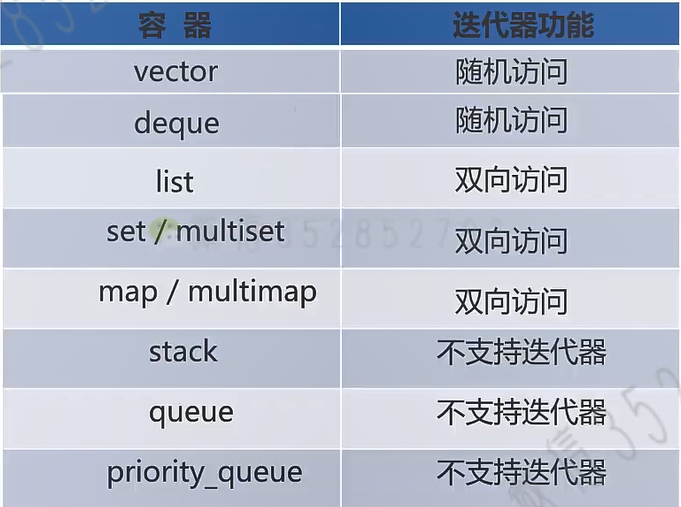 容 器 迭代器功能
vector 随机访问
deque 随机访问
list 双向访问
set / multiset 双向访问
map / multimap 双向访问
stack 不支持迭代器
queue 不支持迭代器
priority_queue 不支持迭代器